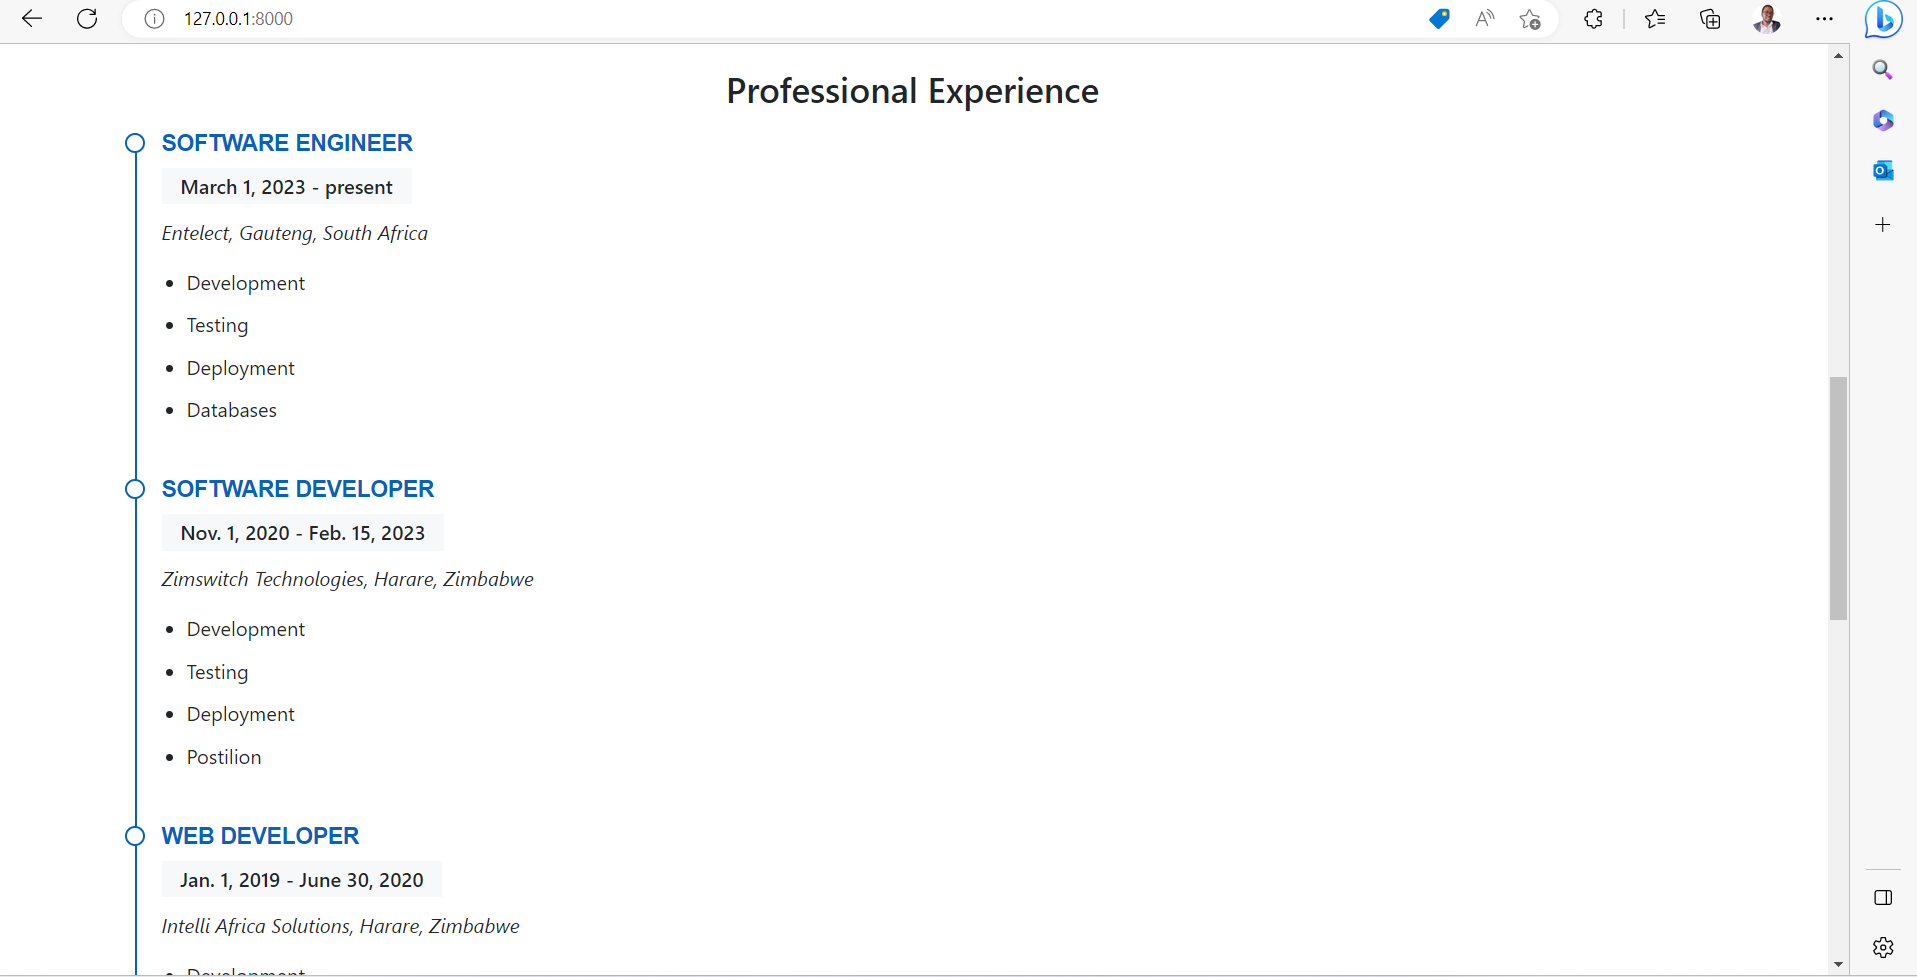 127.0.0.1:8000
Professional Experience
SOFTWARE ENGINEER
March 1, 2023 - present
Entelect, Gauteng, South Africa
• Development
• Testing
• Deployment
• Databases
SOFTWARE DEVELOPER
Nov. 1, 2020 - Feb. 15, 2023
Zimswitch Technologies, Harare, Zimbabwe
• Development
• Testing
• Deployment
• Postilion
WEB DEVELOPER
Jan. 1, 2019 - June 30, 2020
Intelli Africa Solutions, Harare, Zimbabwe
• Development